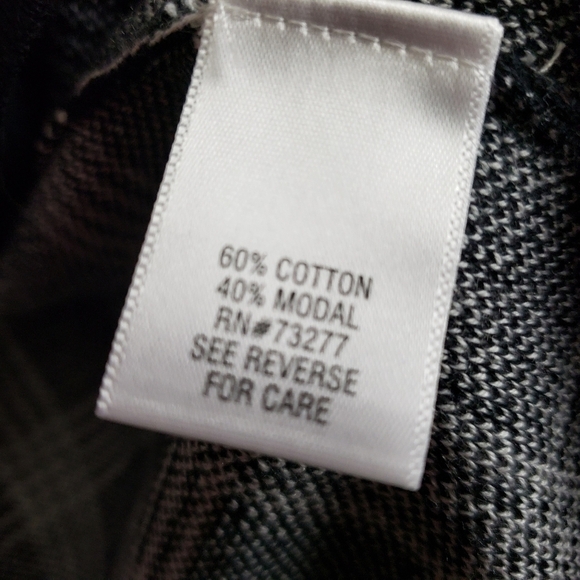 60% COTTON
40% MODAL
RN#73277
SEE REVERSE
FOR CARE